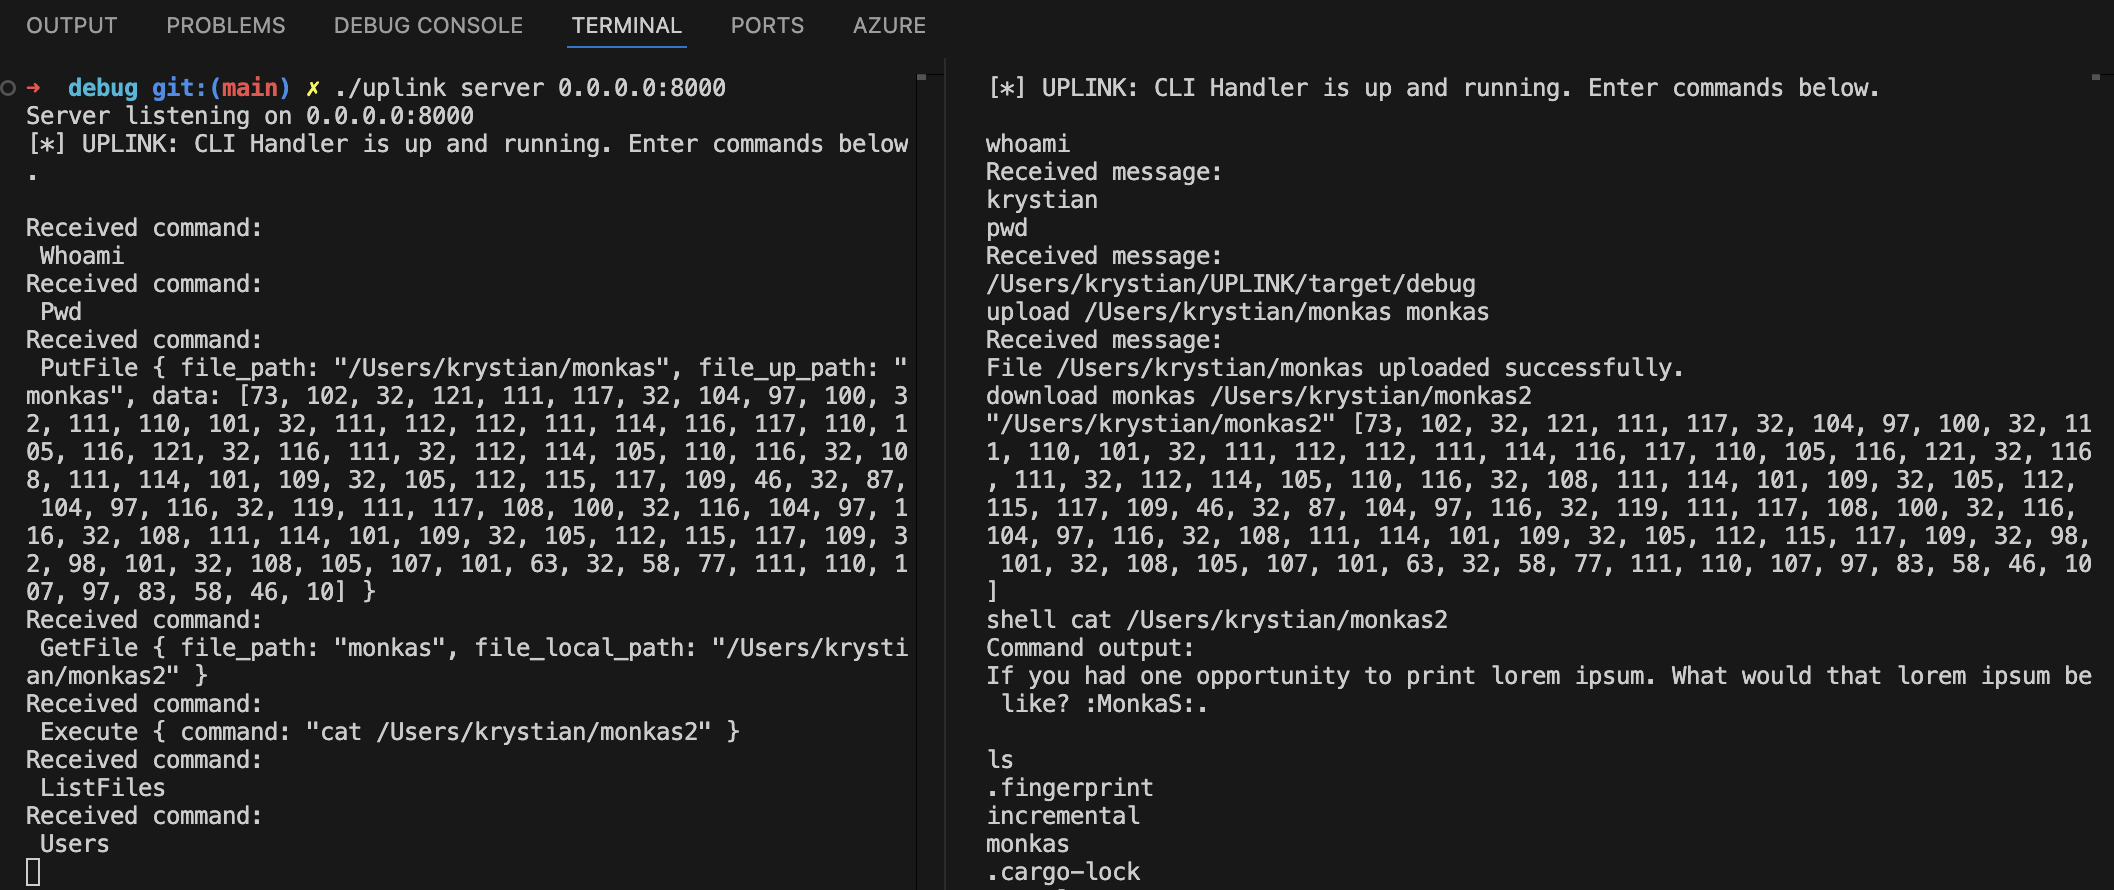 OUTPUT PROBLEMS DEBUG CONSOLE TERMINAL PORTS AZURE
➜ debug git:(main) ✗ ./uplink server 0.0.0.0:8000
Server listening on 0.0.0.0:8000
[*] UPLINK: CLI Handler is up and running. Enter commands below
.
Received command:
Whoami
Received command:
Pwd
Received command:
PutFile { file_path: "/Users/krystian/monkas", file_up_path: "
monkas", data: [73, 102, 32, 121, 111, 117, 32, 104, 97, 100, 3
2, 111, 110, 101, 32, 111, 112, 112, 111, 114, 116, 117, 110, 1
05, 116, 121, 32, 116, 111, 32, 112, 114, 105, 110, 116, 32, 10
8, 111, 114, 101, 109, 32, 105, 112, 115, 117, 109, 46, 32, 87,
104, 97, 116, 32, 119, 111, 117, 108, 100, 32, 116, 104, 97, 1
16, 32, 108, 111, 114, 101, 109, 32, 105, 112, 115, 117, 109, 3
2, 98, 101, 32, 108, 105, 107, 101, 63, 32, 58, 77, 111, 110, 1
07, 97, 83, 58, 46, 10] }
Received command:
GetFile { file_path: "monkas", file_local_path: "/Users/krysti
an/monkas2" }
Received command:
Execute { command: "cat /Users/krystian/monkas2" }
Received command:
ListFiles
Received command:
Users
[*] UPLINK: CLI Handler is up and running. Enter commands below.
whoami
Received message:
krystian
pwd
Received message:
/Users/krystian/UPLINK/target/debug
upload /Users/krystian/monkas monkas
Received message:
File /Users/krystian/monkas uploaded successfully.
download monkas /Users/krystian/monkas2
"/Users/krystian/monkas2" [73, 102, 32, 121, 111, 117, 32, 104, 97, 100, 32, 11
1, 110, 101, 32, 111, 112, 112, 111, 114, 116, 117, 110, 105, 116, 121, 32, 116
, 111, 32, 112, 114, 105, 110, 116, 32, 108, 111, 114, 101, 109, 32, 105, 112,
115, 117, 109, 46, 32, 87, 104, 97, 116, 32, 119, 111, 117, 108, 100, 32, 116,
104, 97, 116, 32, 108, 111, 114, 101, 109, 32, 105, 112, 115, 117, 109, 32, 98,
101, 32, 108, 105, 107, 101, 63, 32, 58, 77, 111, 110, 107, 97, 83, 58, 46, 10
]
shell cat /Users/krystian/monkas2
Command output:
If you had one opportunity to print lorem ipsum. What would that lorem ipsum be
like? :MonkaS:.
ls
.fingerprint
incremental
monkas
.cargo-lock